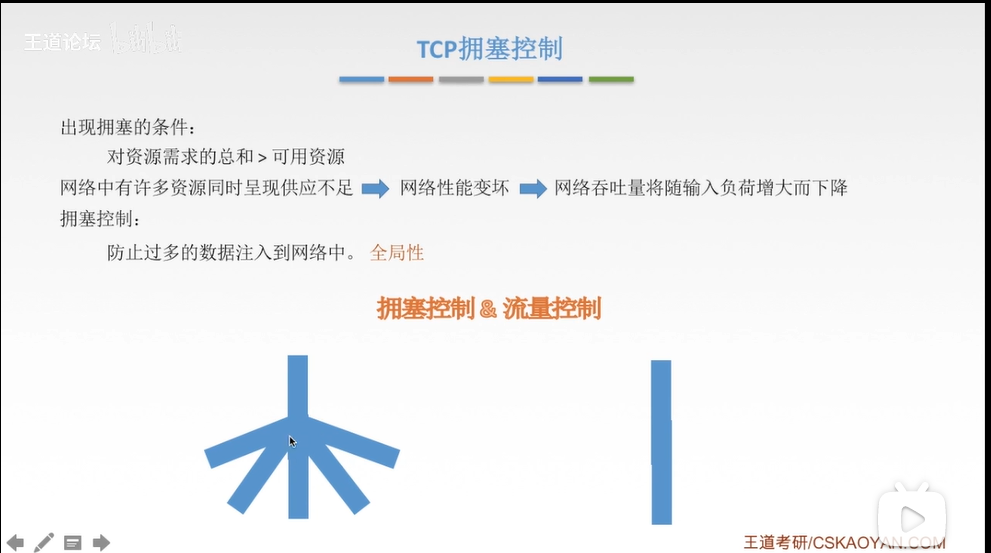 王道论坛
TCP拥塞控制
出现拥塞的条件：
对资源需求的总和 > 可用资源
网络中有许多资源同时呈现供应不足 网络性能变坏 网络吞吐量将随输入负荷增大而下降
拥塞控制：
防止过多的数据注入到网络中。 全局性
拥塞控制 & 流量控制
王道考研/CSKAOYAN.COM